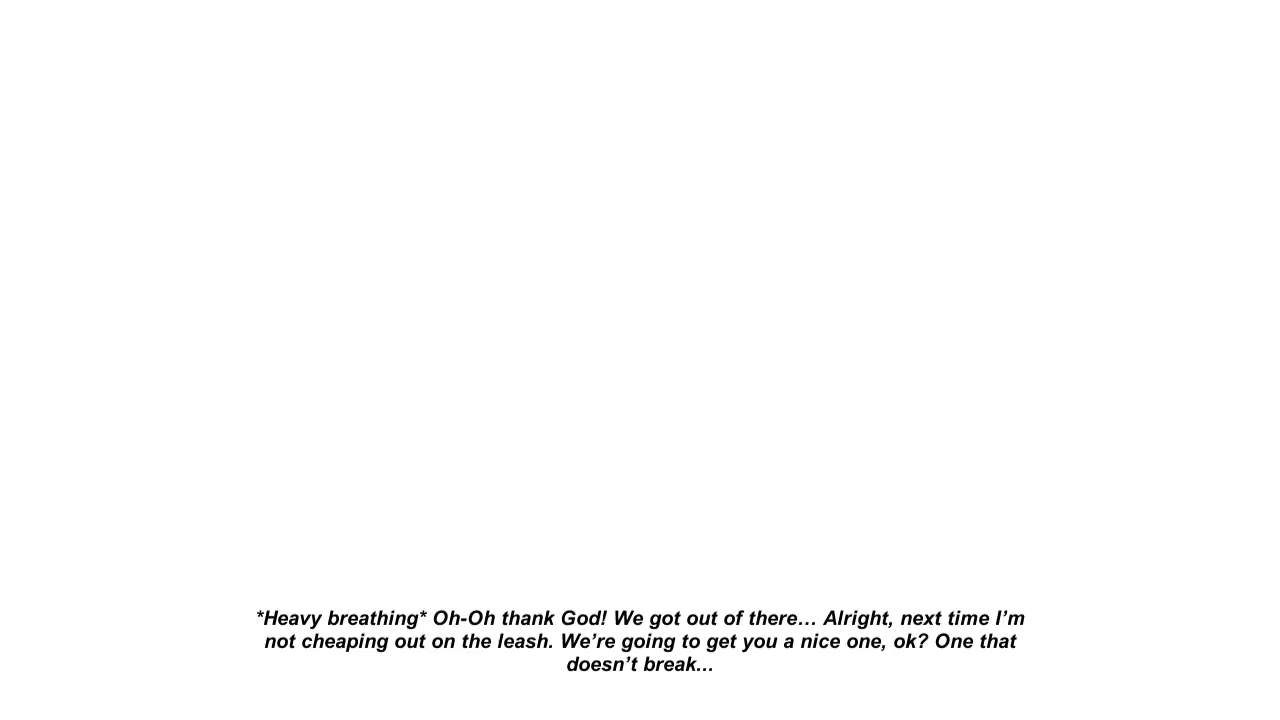 *Heavy breathing* Oh-Oh thank God! We got out of there… Alright, next time I’m
not cheaping out on the leash. We’re going to get you a nice one, ok? One that
doesn’t break...